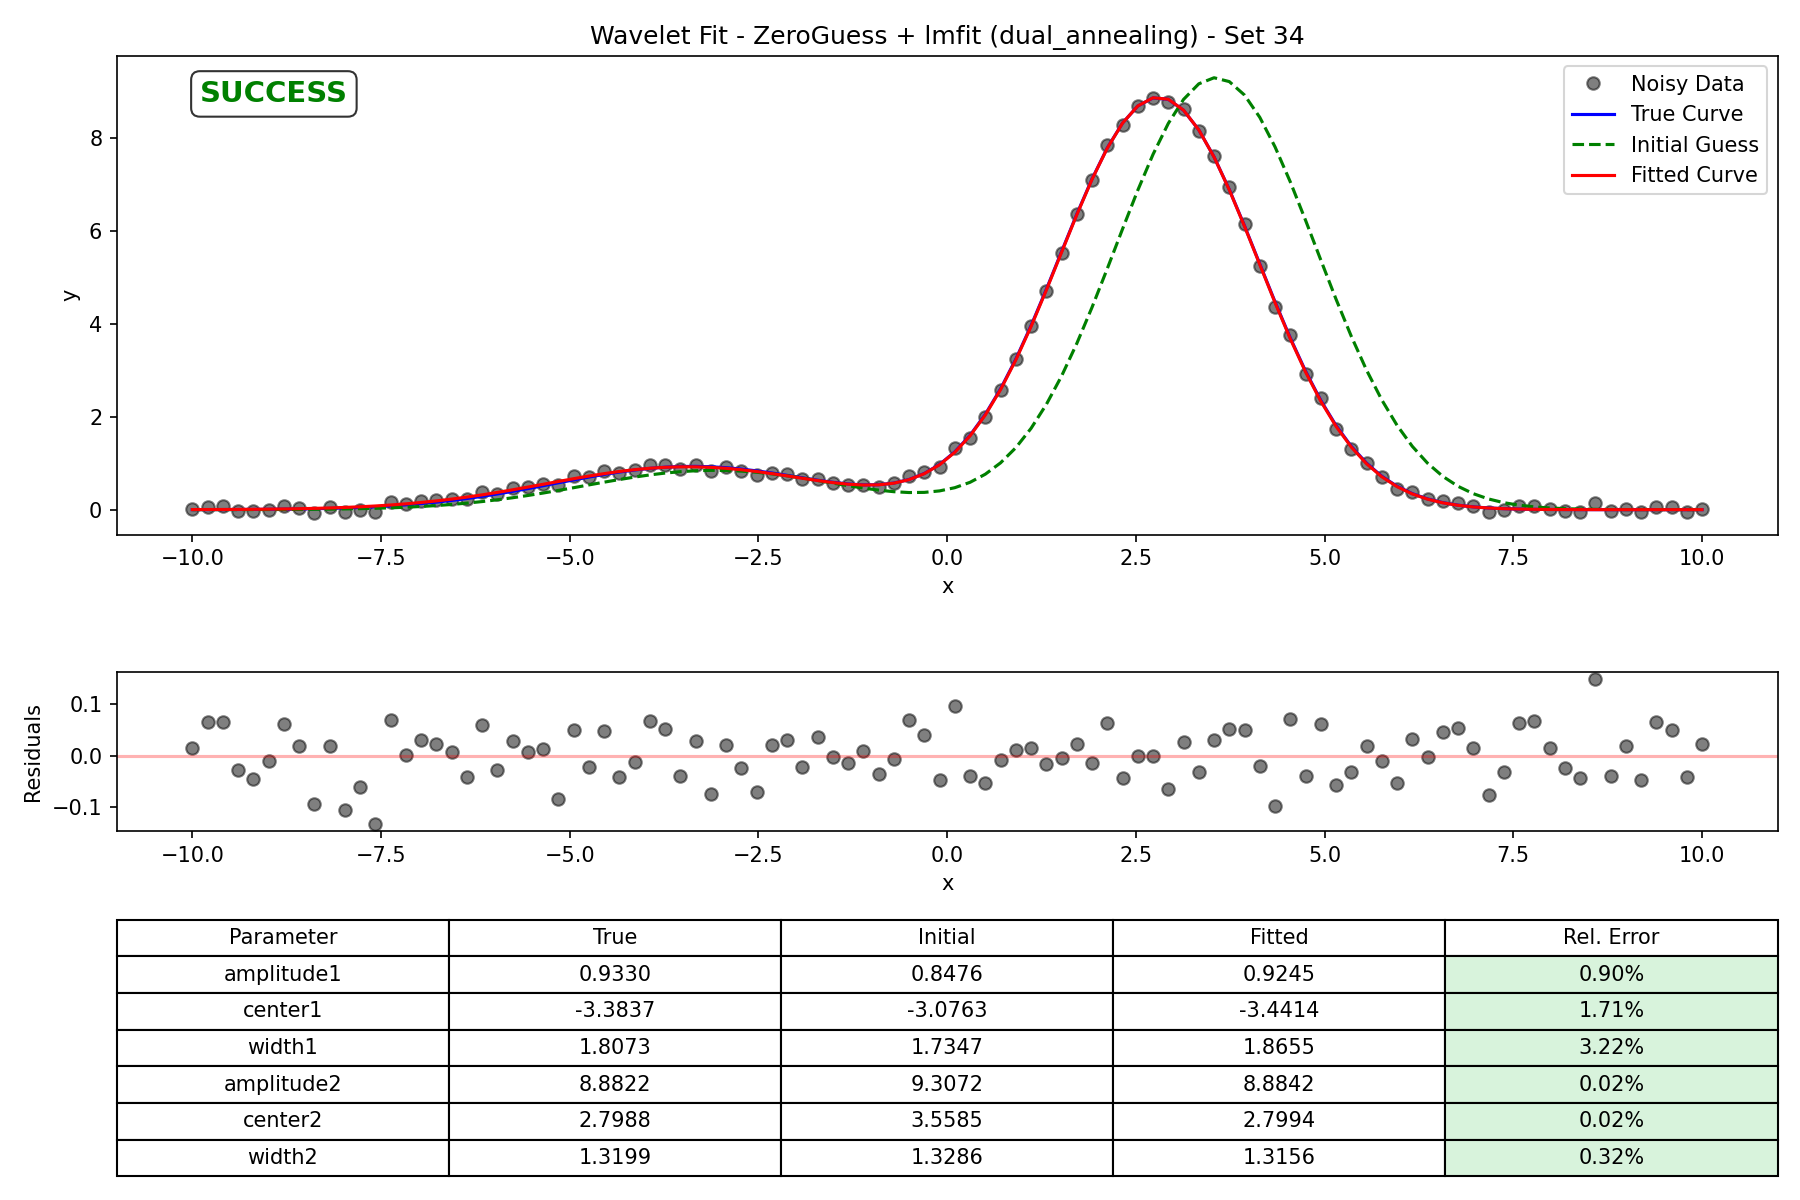 Wavelet Fit - ZeroGuess + lmfit (dual_annealing) - Set 34
SUCCESS
Noisy Data
True Curve
Initial Guess
Fitted Curve
8
6
4
2
0
y
−10.0 −7.5 −5.0 −2.5 0.0 2.5 5.0 7.5 10.0
x
0.1
0.0
−0.1
Residuals
−10.0 −7.5 −5.0 −2.5 0.0 2.5 5.0 7.5 10.0
x
Parameter True Initial Fitted Rel. Error
amplitude1 0.9330 0.8476 0.9245 0.90%
center1 -3.3837 -3.0763 -3.4414 1.71%
width1 1.8073 1.7347 1.8655 3.22%
amplitude2 8.8822 9.3072 8.8842 0.02%
center2 2.7988 3.5585 2.7994 0.02%
width2 1.3199 1.3286 1.3156 0.32%